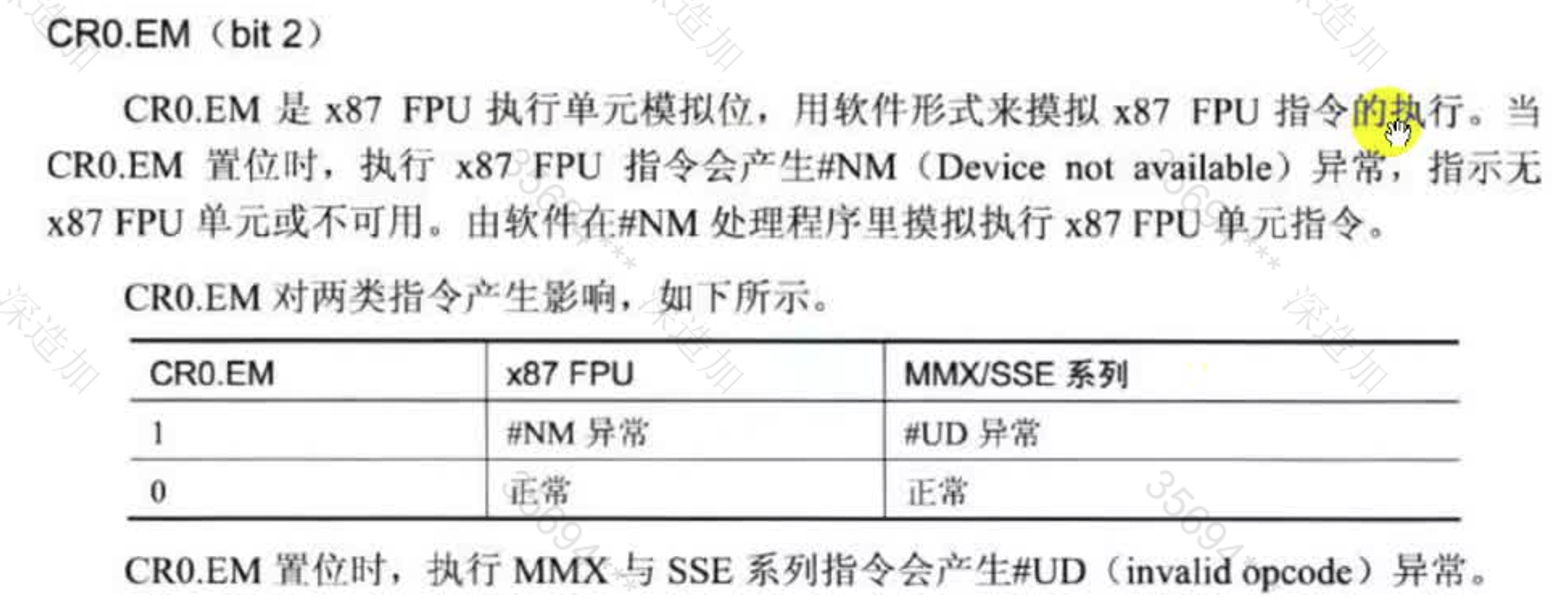 CR0.EM（bit 2）
CR0.EM 是 x87 FPU 执行单元模拟位，用软件形式来摸拟 x87 FPU 指令的执行。当
CR0.EM 置位时，执行 x87 FPU 指令会产生#NM（Device not available）异常，指示无
x87 FPU 单元或不可用。由软件在#NM 处理程序里摸拟执行 x87 FPU 单元指令。
CR0.EM 对两类指令产生影响，如下所示。
CR0.EM x87 FPU MMX/SSE 系列
1 #NM 异常 #UD 异常
0 正常 正常
CR0.EM 置位时，执行 MMX 与 SSE 系列指令会产生#UD（invalid opcode）异常。